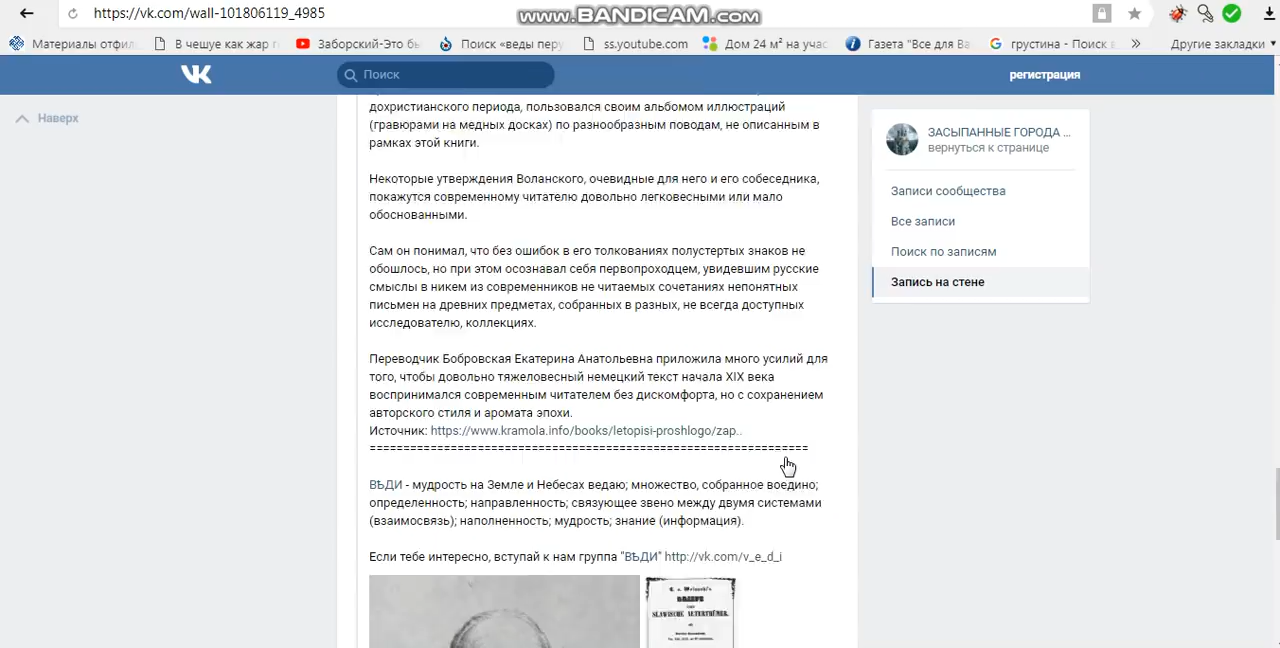 https://vk.com/wall-101806119_4985
www.BANDICAM.com
Материалы отфил
В чешуе как жар г
Заборский-Это бы
Поиск «веды перу
ss.youtube.com
Дом 24 м² на учас
Газета "Все для Ва
грустина - Поиск в
»
Другие закладки
Поиск
регистрация
Наверх
дохристианского периода, пользовался своим альбомом иллюстраций
(гравюрами на медных досках) по разнообразным поводам, не описанным в
рамках этой книги.
Некоторые утверждения Воланского, очевидные для него и его собеседника,
покажутся современному читателю довольно легковесными или мало
обоснованными.
Сам он понимал, что без ошибок в его толкованиях полустертых знаков не
обошлось, но при этом осознавал себя первопроходцем, увидевшим русские
смыслы в никем из современников не читаемых сочетаниях непонятных
письмен на древних предметах, собранных в разных, не всегда доступных
исследователю, коллекциях.
Переводчик Бобровская Екатерина Анатольевна приложила много усилий для
того, чтобы довольно тяжеловесный немецкий текст начала XIX века
воспринимался современным читателем без дискомфорта, но с сохранением
авторского стиля и аромата эпохи.
Источник: https://www.kramola.info/books/letopisi-proshlogo/zap..
=================================================================
ВѢДИ - мудрость на Земле и Небесах ведаю; множество, собранное воедино;
определенность; направленность; связующее звено между двумя системами
(взаимосвязь); наполненность; мудрость; знание (информация).
Если тебе интересно, вступай к нам группа "ВѢДИ" http://vk.com/v_e_d_i
SLAWISCHE ALTERTHÜMER.
ЗАСЫПАННЫЕ ГОРОДА ...
вернуться к странице
Записи сообщества
Все записи
Поиск по записям
Запись на стене